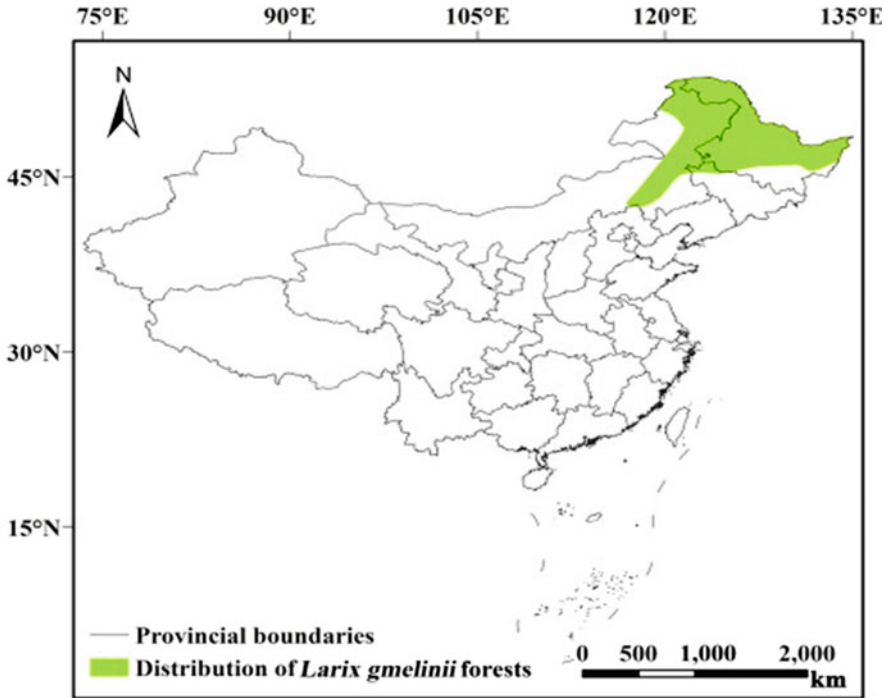 75°E 90°E 105°E 120°E 135°E
N
45°N
30°N
15°N
Provincial boundaries
Distribution of Larix gmelinii forests
0 500 1,000 2,000
km